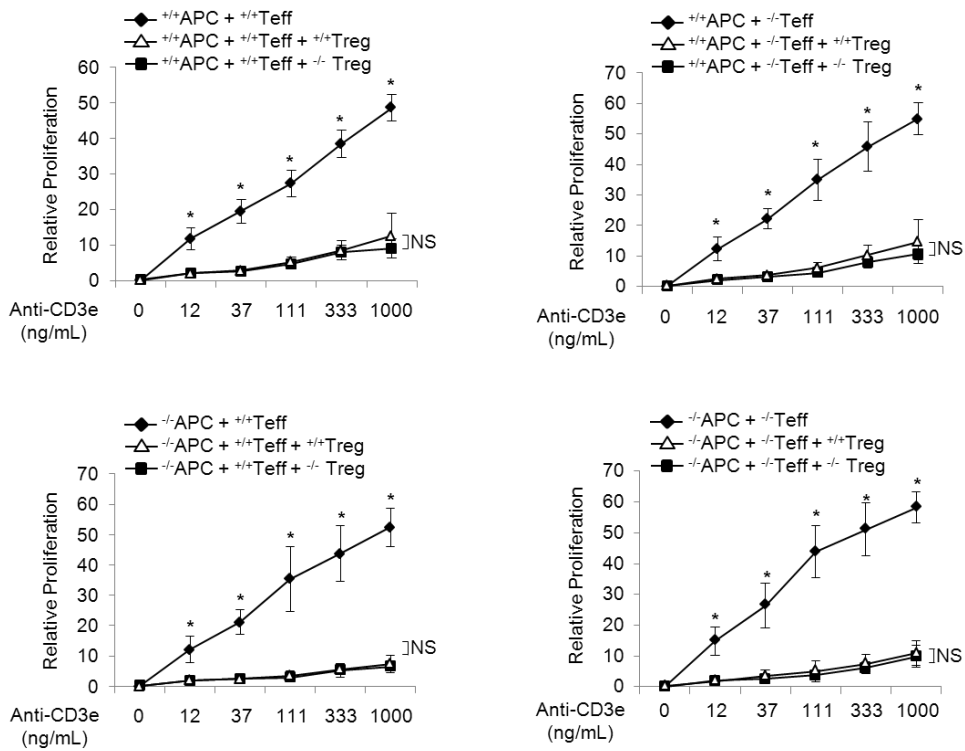 +/+APC + +/+Teff
+/+APC + +/+Teff + +/+Treg
+/+APC + +/+Teff + -/- Treg
Relative Proliferation
60
50
40
30
20
10
0
* * * * *
NS
Anti-CD3e
(ng/mL)
0 12 37 111 333 1000
+/+APC + -/-Teff
+/+APC + -/-Teff + +/+Treg
+/+APC + -/-Teff + -/- Treg
Relative Proliferation
70
60
50
40
30
20
10
0
* * * * *
NS
Anti-CD3e
(ng/mL)
0 12 37 111 333 1000
-/-APC + +/+Teff
-/-APC + +/+Teff + +/+Treg
-/-APC + +/+Teff + -/- Treg
Relative Proliferation
70
60
50
40
30
20
10
0
* * * * *
NS
Anti-CD3e
(ng/mL)
0 12 37 111 333 1000
-/-APC + -/-Teff
-/-APC + -/-Teff + +/+Treg
-/-APC + -/-Teff + -/- Treg
Relative Proliferation
70
60
50
40
30
20
10
0
* * * * *
NS
Anti-CD3e
(ng/mL)
0 12 37 111 333 1000